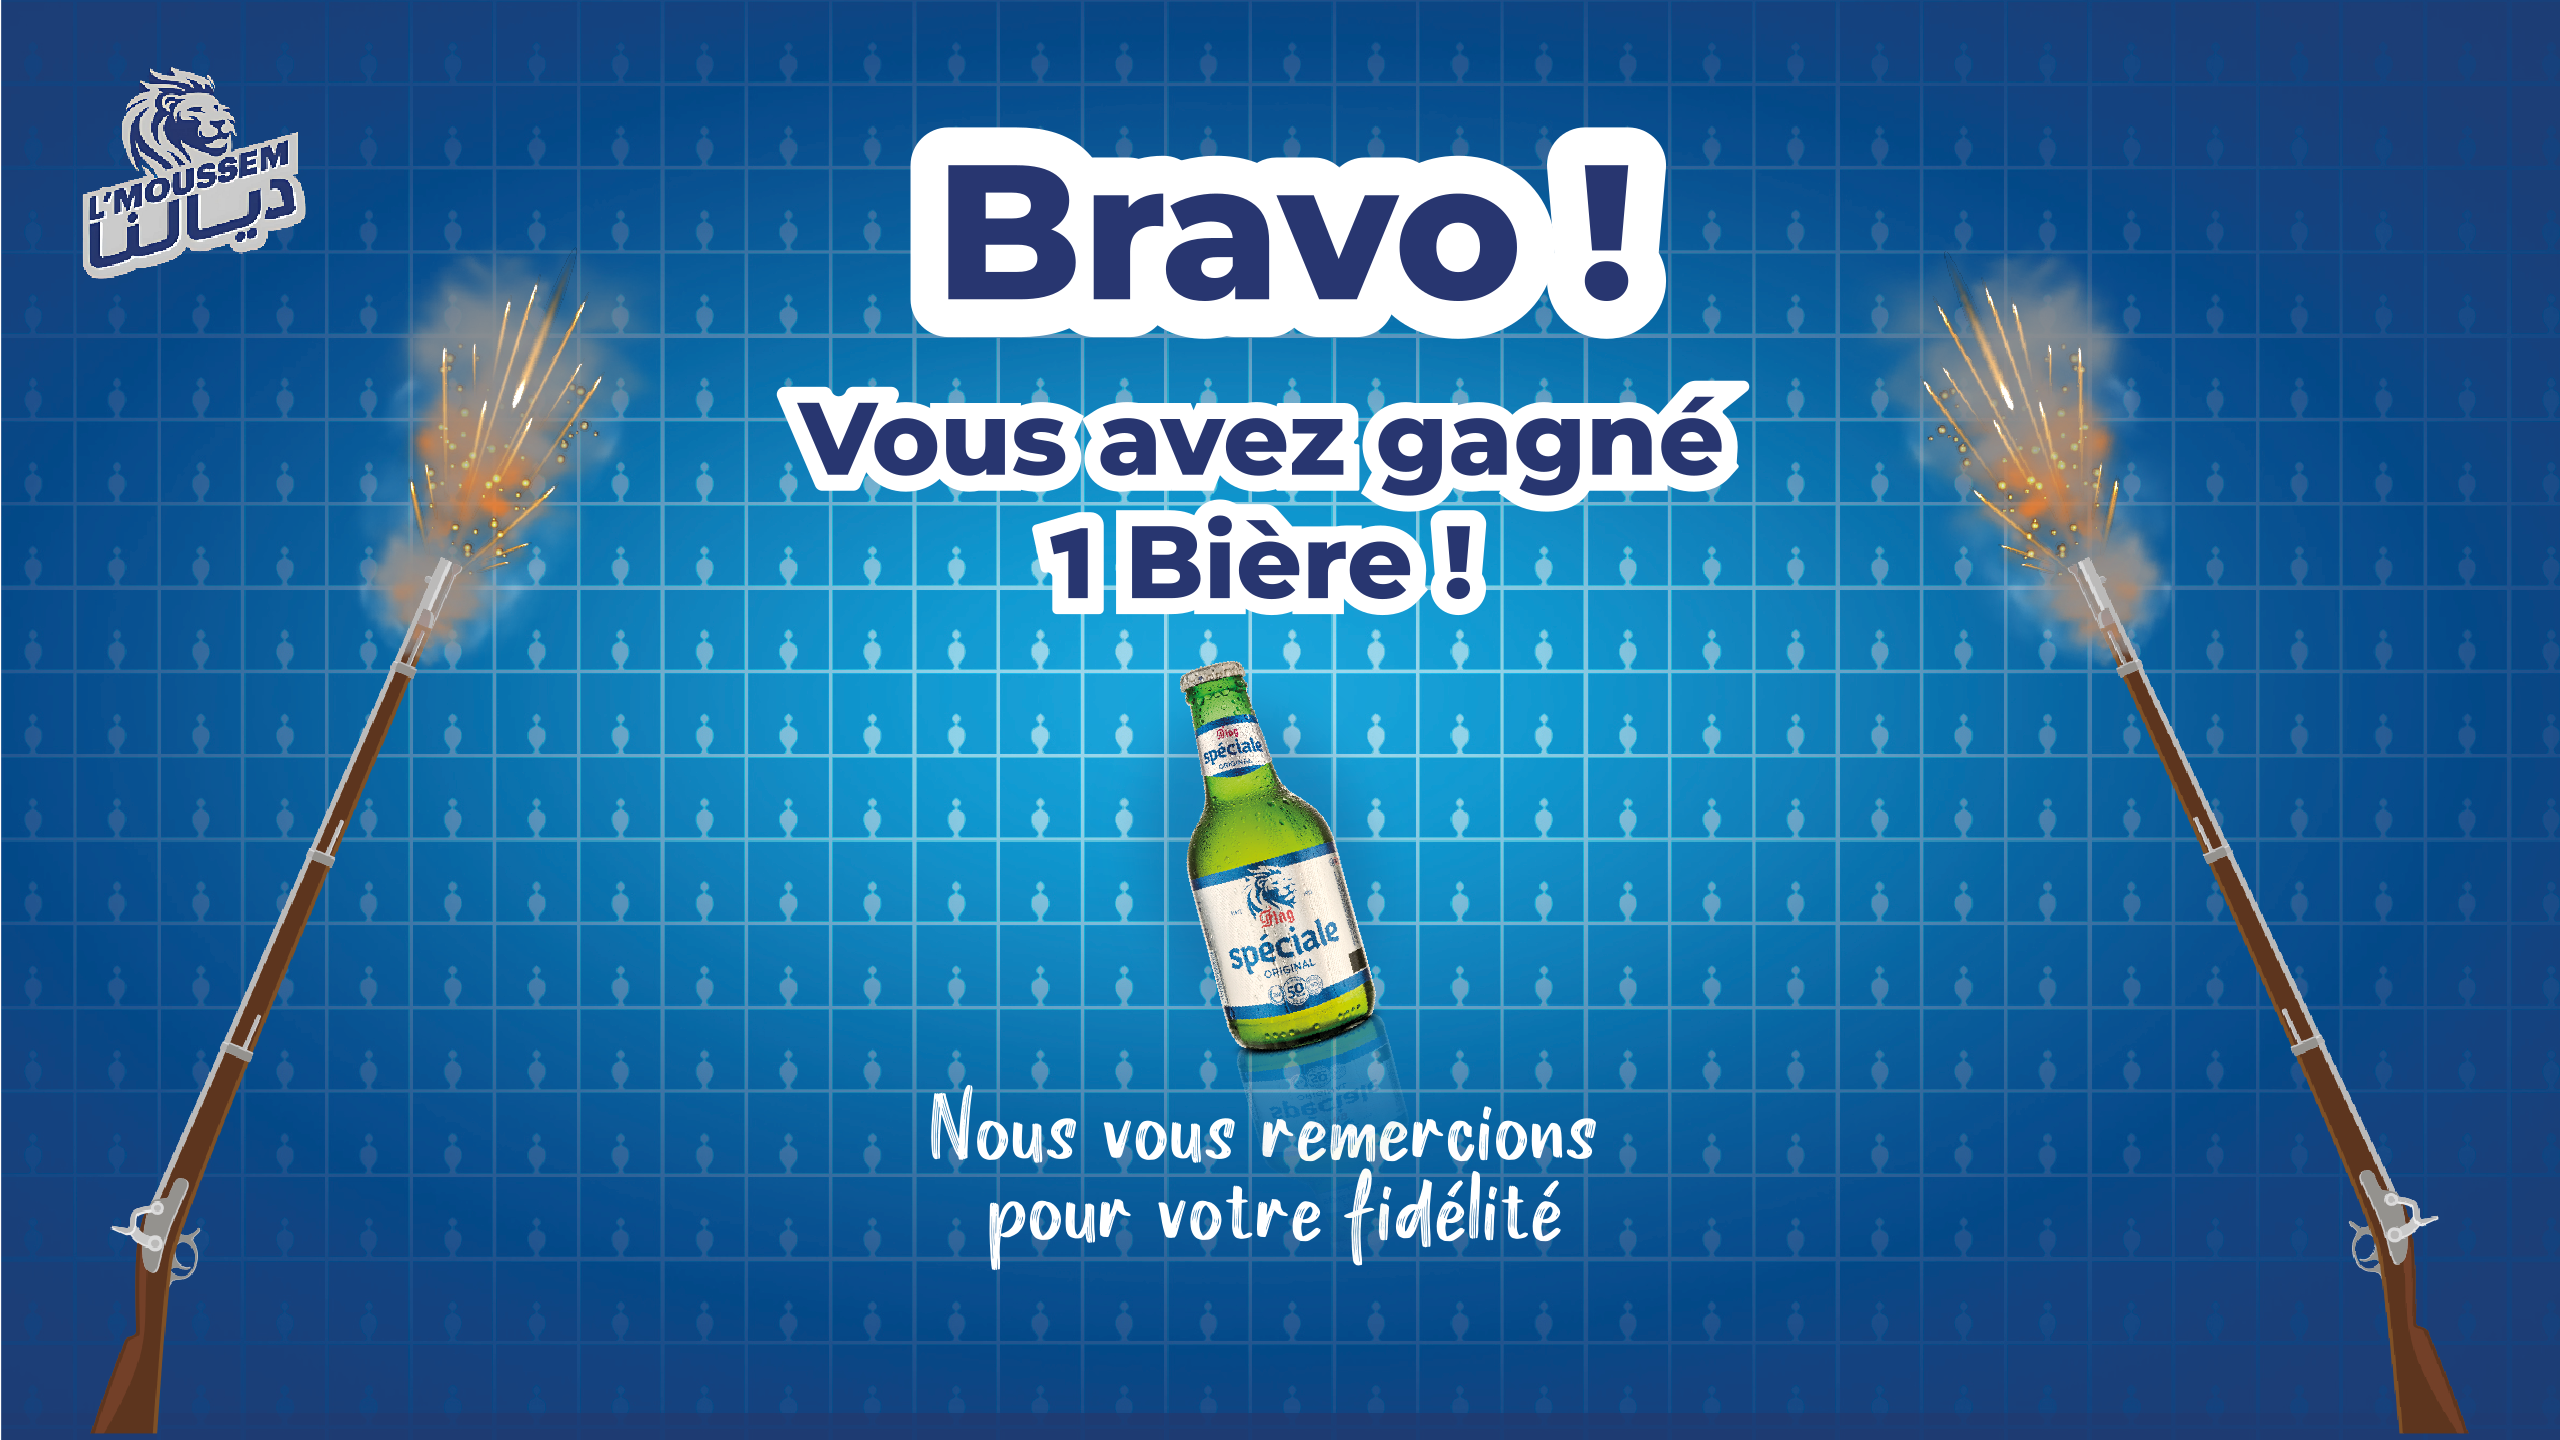 L'MOUSSEM
ديالنا
Bravo !
Vous avez gagné
1 Bière !
spéciale
ORIGINAL
spéciale
ORIGINAL
50
Nous vous remercions
pour votre fidélité